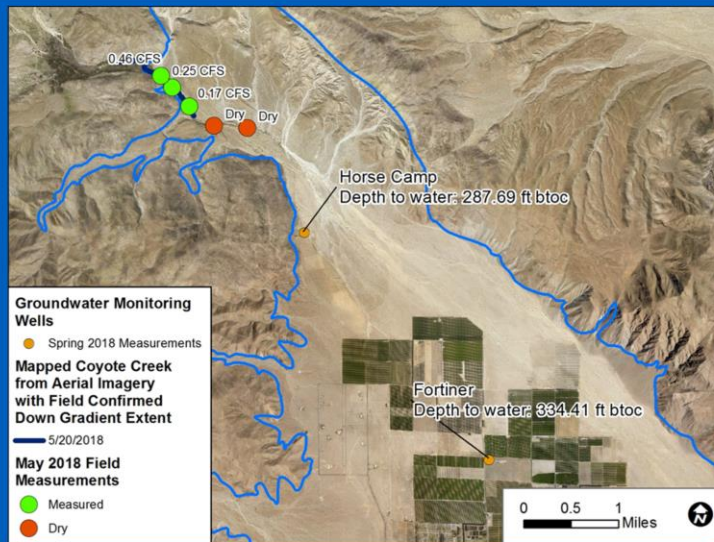 0.46 CFS
0.25 CFS
0.17 CFS
Dry
Dry
Horse Camp
Depth to water: 287.69 ft btoc
Fortiner
Depth to water: 334.41 ft btoc
Groundwater Monitoring
Wells
Spring 2018 Measurements
Mapped Coyote Creek
from Aerial Imagery
with Field Confirmed
Down Gradient Extent
5/20/2018
May 2018 Field
Measurements
Measured
Dry
0 0.5 1
Miles
N